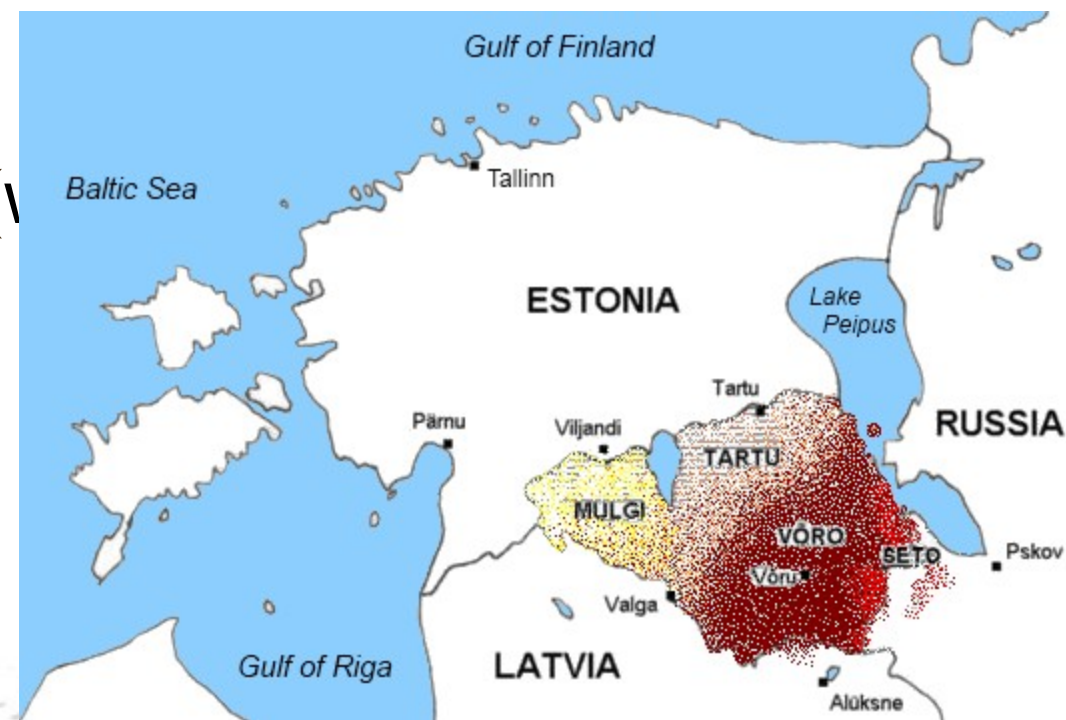 Gulf of Finland
Baltic Sea
Tallinn
ESTONIA
Lake
Peipus
Tartu
Pärnu
Viljandi
RUSSIA
TARTU
MULGI
VÕRO
SETO
Pskov
Võru
Valga
Gulf of Riga
LATVIA
Alūksne